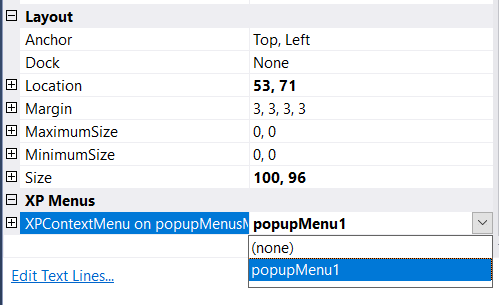 Layout
Anchor Top, Left
Dock None
Location 53, 71
Margin 3, 3, 3, 3
MaximumSize 0, 0
MinimumSize 0, 0
Size 100, 96
XP Menus
XPContextMenu on popupMenusM popupMenu1
(none)
popupMenu1
Edit Text Lines...